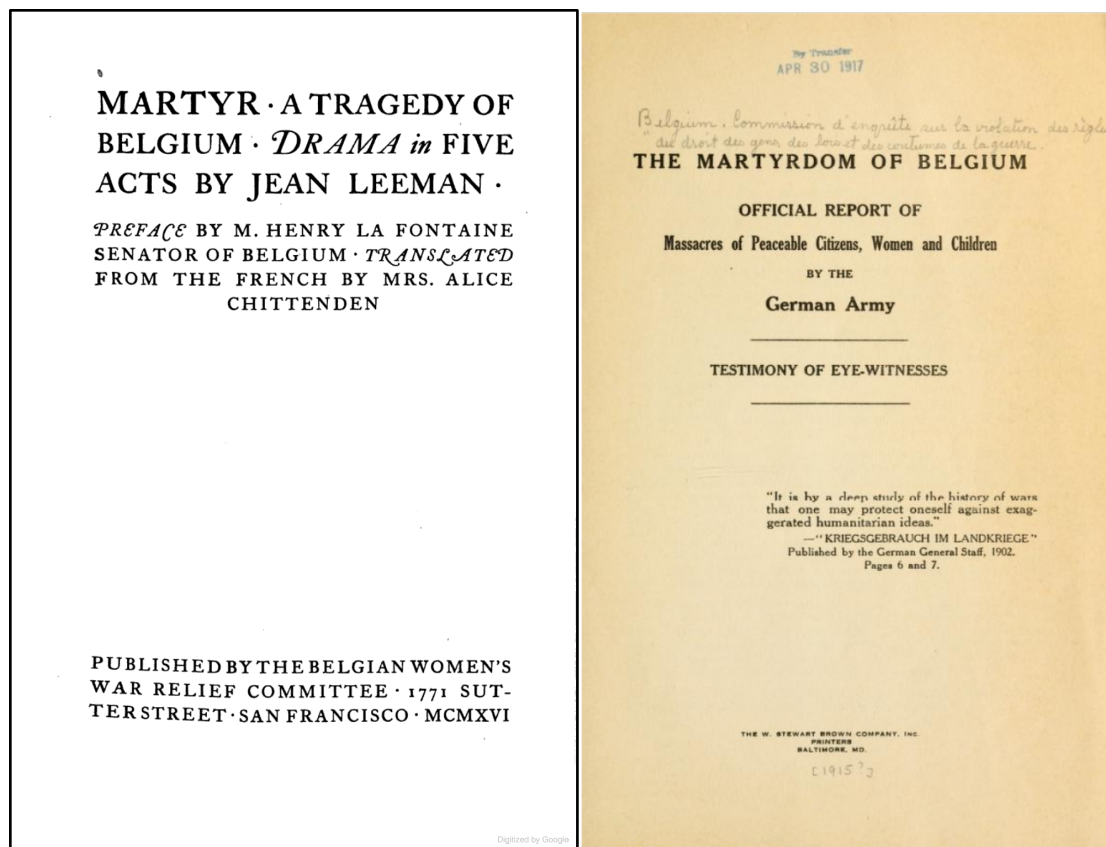 MARTYR · A TRAGEDY OF
BELGIUM · DRAMA in FIVE
ACTS BY JEAN LEEMAN ·
PREFACE BY M. HENRY LA FONTAINE
SENATOR OF BELGIUM · TRANSLATED
FROM THE FRENCH BY MRS. ALICE
CHITTENDEN
PUBLISHED BY THE BELGIAN WOMEN'S
WAR RELIEF COMMITTEE · 1771 SUT-
TER STREET · SAN FRANCISCO · MCMXVI
Digitized by Google
By Transfer
APR 30 1917
Belgium. Commission d'enquête sur la violation des règle
du droit des gens des lois et des coutumes de la guerre.
THE MARTYRDOM OF BELGIUM
OFFICIAL REPORT OF
Massacres of Peaceable Citizens, Women and Children
BY THE
German Army
TESTIMONY OF EYE-WITNESSES
"It is by a deep study of the history of wars
that one may protect oneself against exag-
gerated humanitarian ideas."
—"KRIEGSGEBRAUCH IM LANDKRIEGE"
Published by the German General Staff, 1902.
Pages 6 and 7.
THE W. STEWART BROWN COMPANY, INC.
PRINTERS
BALTIMORE, MD.
[1915?]